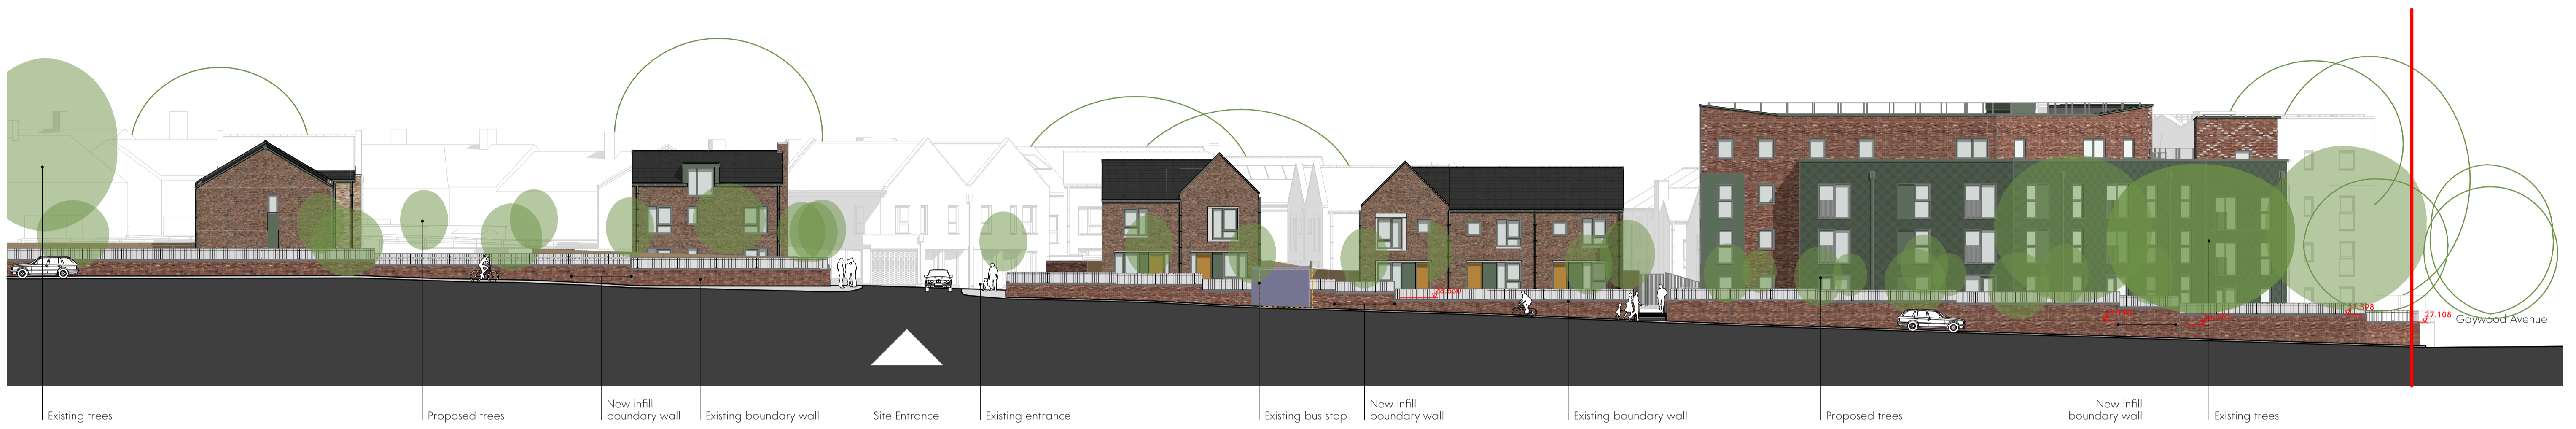 27.108
Gaywood Avenue
Existing trees
Proposed trees
New infill
boundary wall
Existing boundary wall
Site Entrance
Existing entrance
Existing bus stop
New infill
boundary wall
Existing boundary wall
Proposed trees
New infill
boundary wall
Existing trees